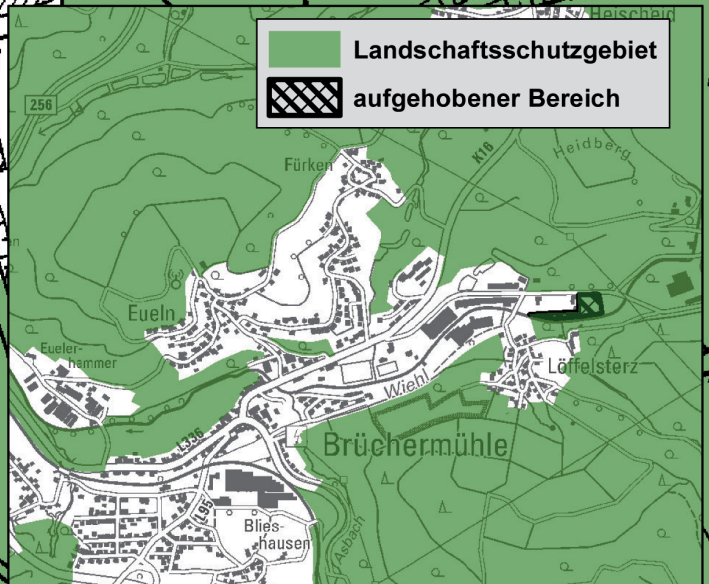 Heischeid
Landschaftsschutzgebiet
aufgehobener Bereich
256
Fürken
K16
Heidberg
Eueln
Eueler-
hammer
Löffelsterz
Wiehl
L336
Brüchermühle
L95
Blies-
hausen
Asbach